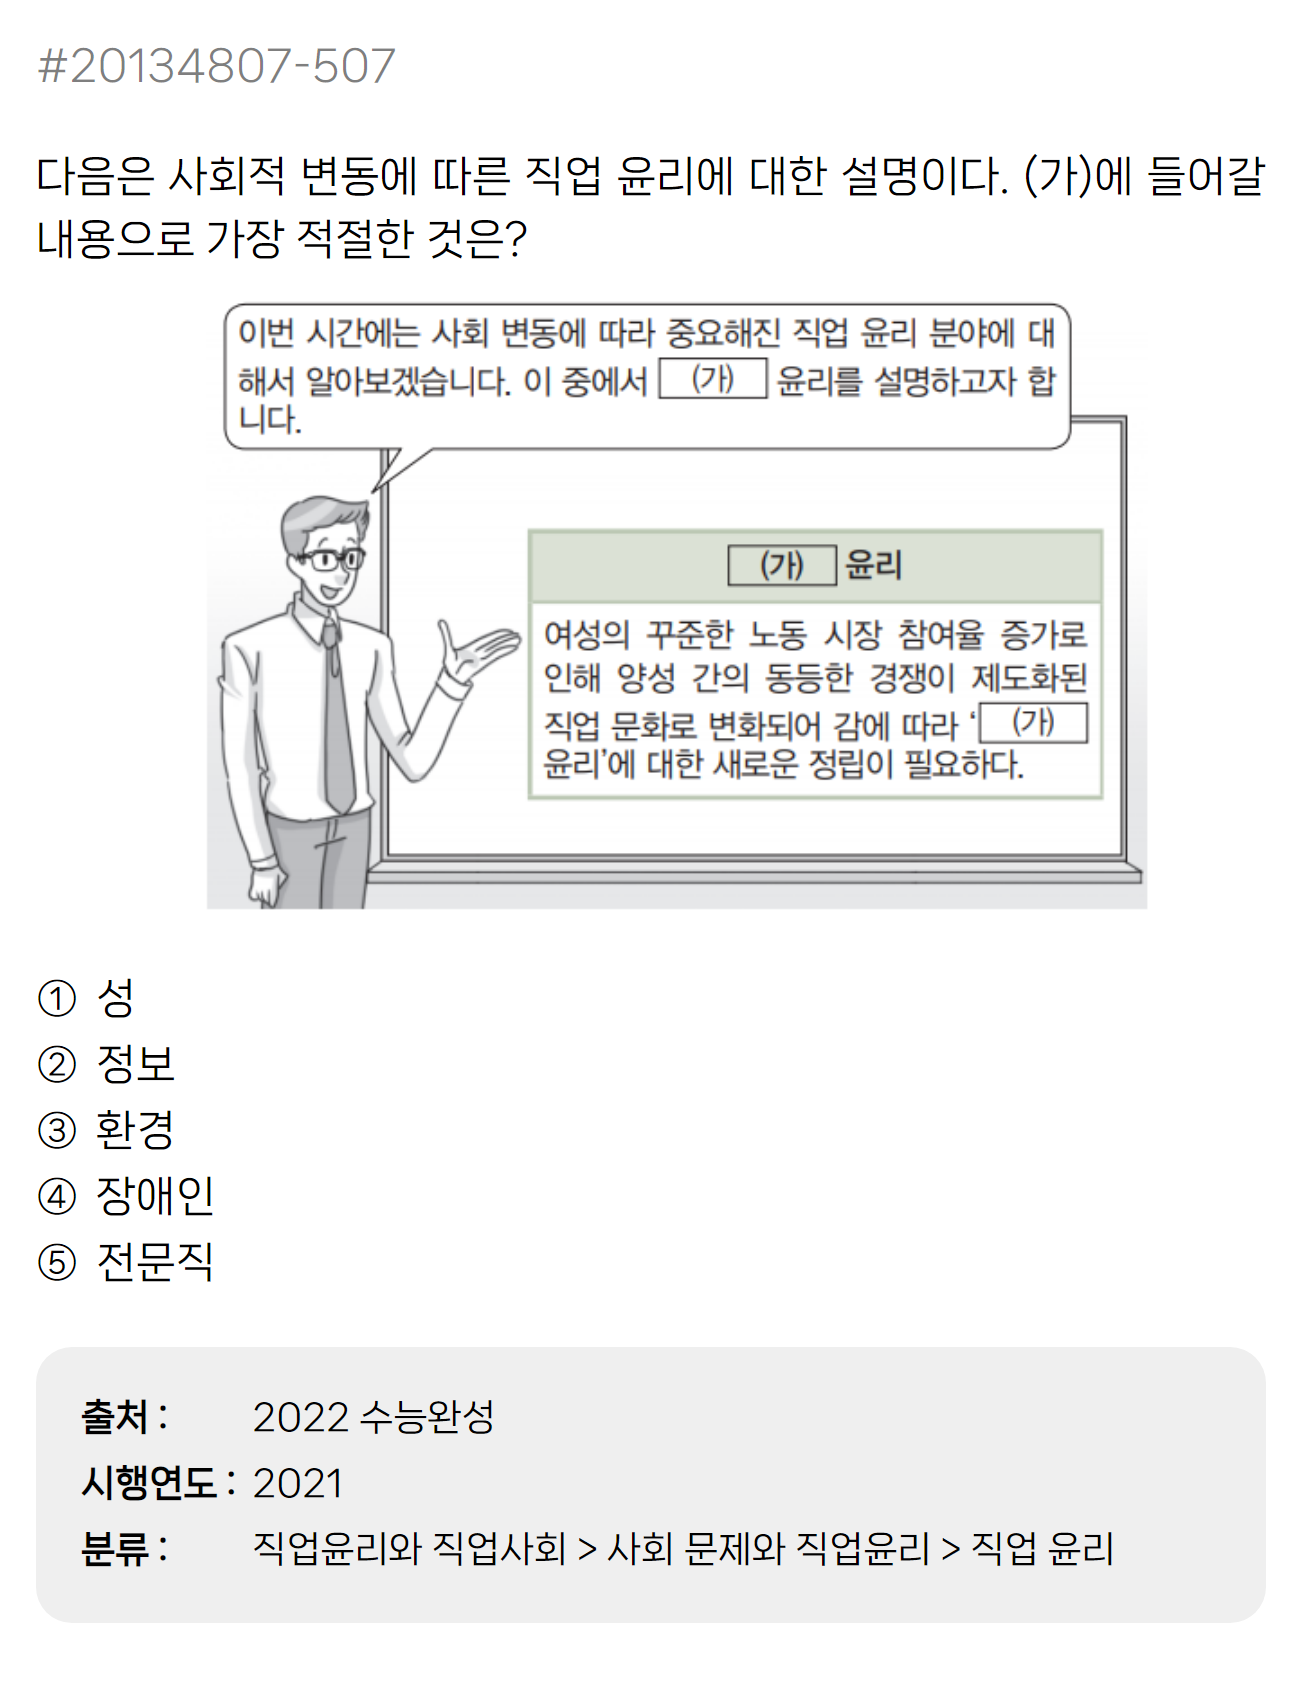 #20134807-507
다음은 사회적 변동에 따른 직업 윤리에 대한 설명이다. (가)에 들어갈
내용으로 가장 적절한 것은?
이번 시간에는 사회 변동에 따라 중요해진 직업 윤리 분야에 대
해서 알아보겠습니다. 이 중에서 (가) 윤리를 설명하고자 합
니다.
(가) 윤리
여성의 꾸준한 노동 시장 참여율 증가로
인해 양성 간의 동등한 경쟁이 제도화된
직업 문화로 변화되어 감에 따라 ‘ (가)
윤리’에 대한 새로운 정립이 필요하다.
① 성
② 정보
③ 환경
④ 장애인
⑤ 전문직
출처 : 2022 수능완성
시행연도 : 2021
분류 : 직업윤리와 직업사회 > 사회 문제와 직업윤리 > 직업 윤리